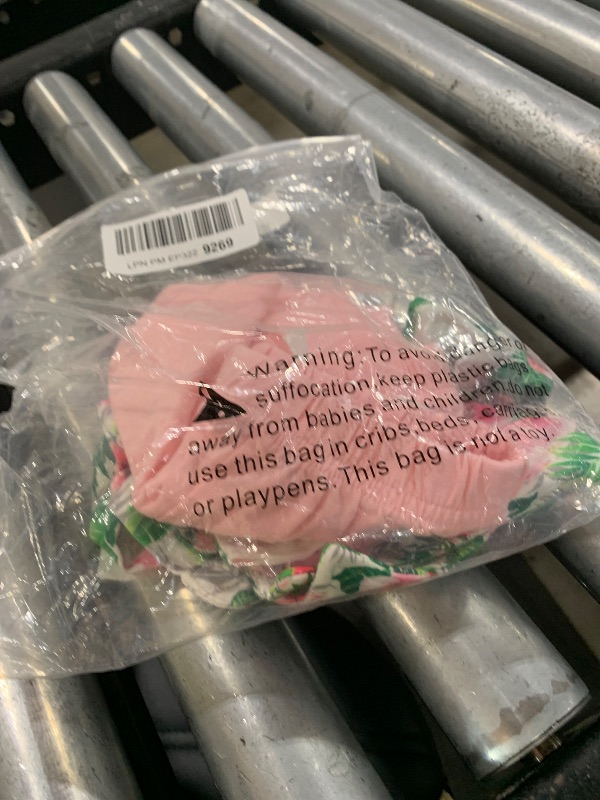 LPN PM EP322 9269
Warning: To avoid danger of
suffocation, keep plastic bags
away from babies and children. do not
use this bag in cribs, beds, carriages
or playpens. This bag is not a toy.